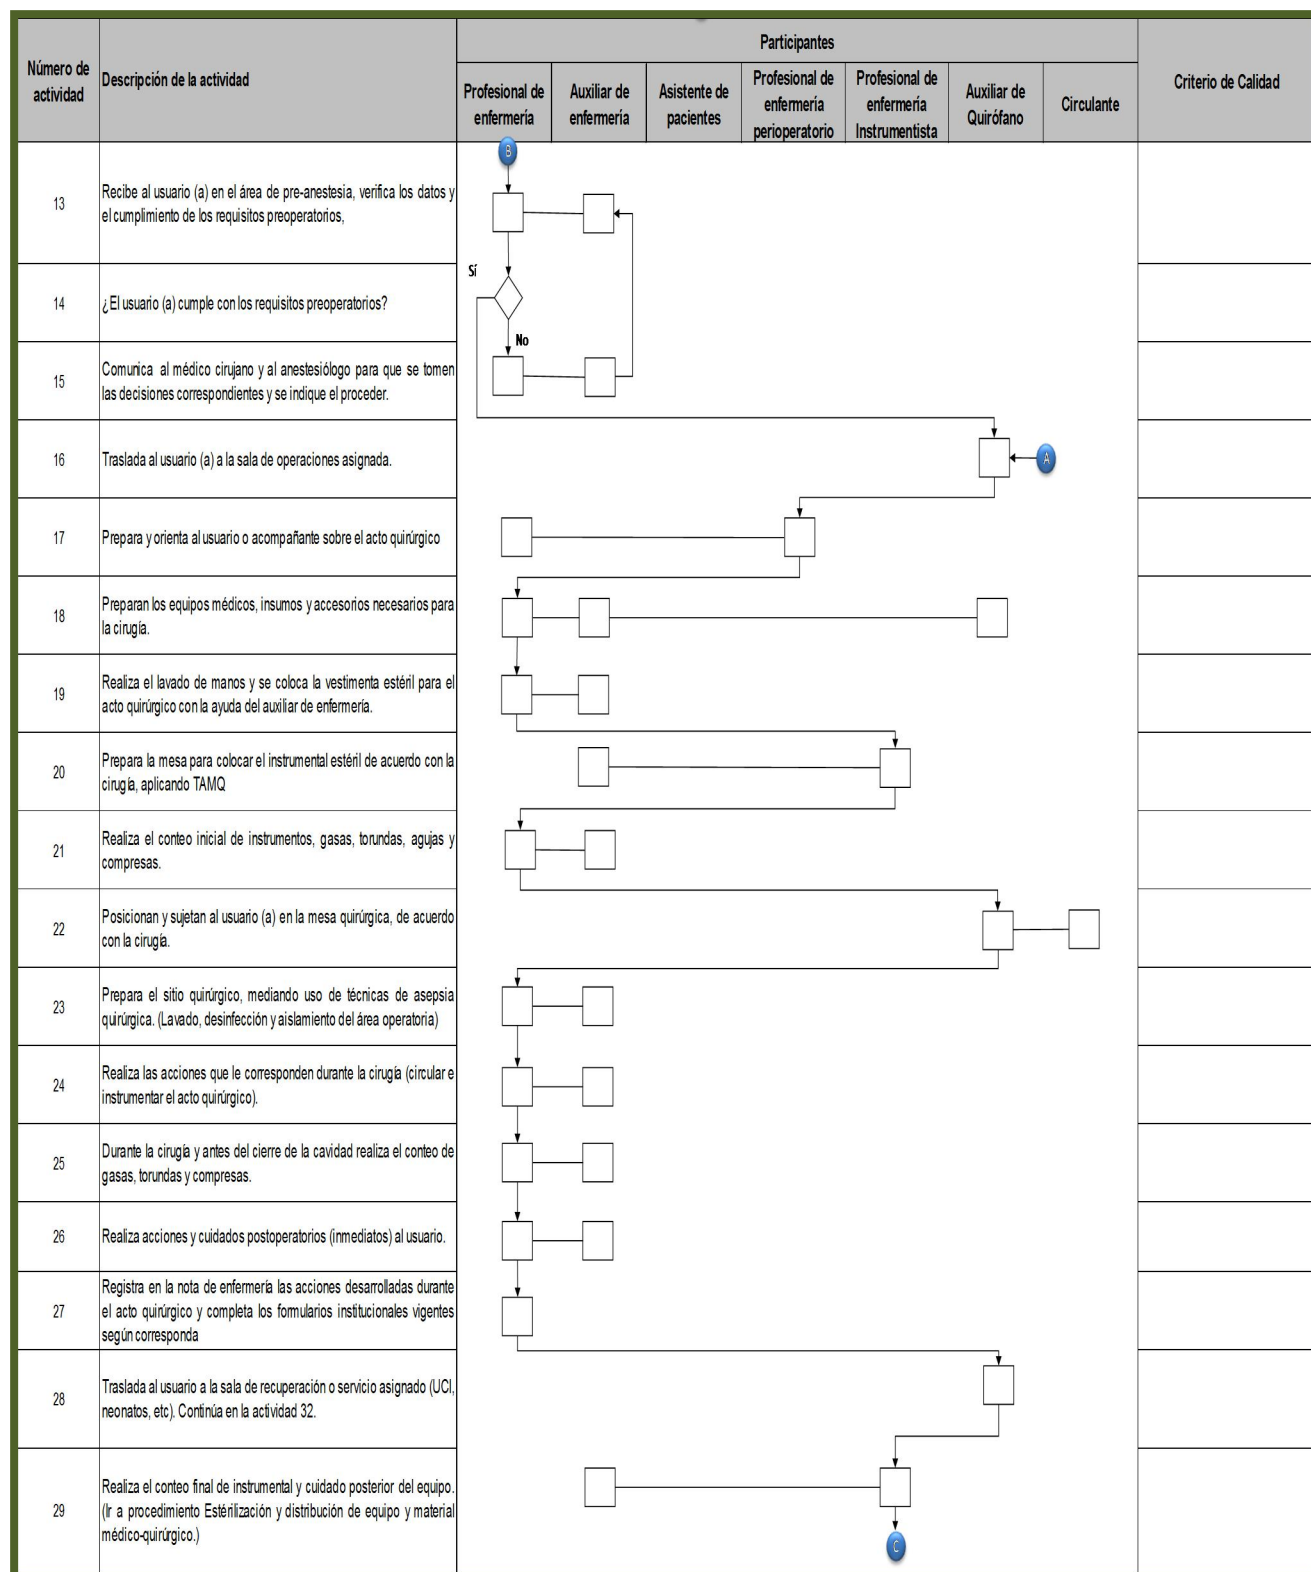 Participantes
Número de
actividad
Descripción de la actividad
Profesional de
enfermería
Auxiliar de
enfermería
Asistente de
pacientes
Profesional de
enfermería
perioperatorio
Profesional de
enfermería
Instrumentista
Auxiliar de
Quirófano
Circulante
Criterio de Calidad
B
13
Recibe al usuario (a) en el área de pre-anestesia, verifica los datos y
el cumplimiento de los requisitos preoperatorios,
Sí
14
¿El usuario (a) cumple con los requisitos preoperatorios?
No
15
Comunica al médico cirujano y al anestesiólogo para que se tomen
las decisiones correspondientes y se indique el proceder.
16
Traslada al usuario (a) a la sala de operaciones asignada.
A
17
Prepara y orienta al usuario o acompañante sobre el acto quirúrgico
18
Preparan los equipos médicos, insumos y accesorios necesarios para
la cirugía.
19
Realiza el lavado de manos y se coloca la vestimenta estéril para el
acto quirúrgico con la ayuda del auxiliar de enfermería.
20
Prepara la mesa para colocar el instrumental estéril de acuerdo con la
cirugía, aplicando TAMQ
21
Realiza el conteo inicial de instrumentos, gasas, torundas, agujas y
compresas.
22
Posicionan y sujetan al usuario (a) en la mesa quirúrgica, de acuerdo
con la cirugía.
23
Prepara el sitio quirúrgico, mediando uso de técnicas de asepsia
quirúrgica. (Lavado, desinfección y aislamiento del área operatoria)
24
Realiza las acciones que le corresponden durante la cirugía (circular e
instrumentar el acto quirúrgico).
25
Durante la cirugía y antes del cierre de la cavidad realiza el conteo de
gasas, torundas y compresas.
26
Realiza acciones y cuidados postoperatorios (inmediatos) al usuario.
27
Registra en la nota de enfermería las acciones desarrolladas durante
el acto quirúrgico y completa los formularios institucionales vigentes
según corresponda
28
Traslada al usuario a la sala de recuperación o servicio asignado (UCI,
neonatos, etc). Continúa en la actividad 32.
29
Realiza el conteo final de instrumental y cuidado posterior del equipo.
(Ir a procedimiento Estérilización y distribución de equipo y material
médico-quirúrgico.)
C